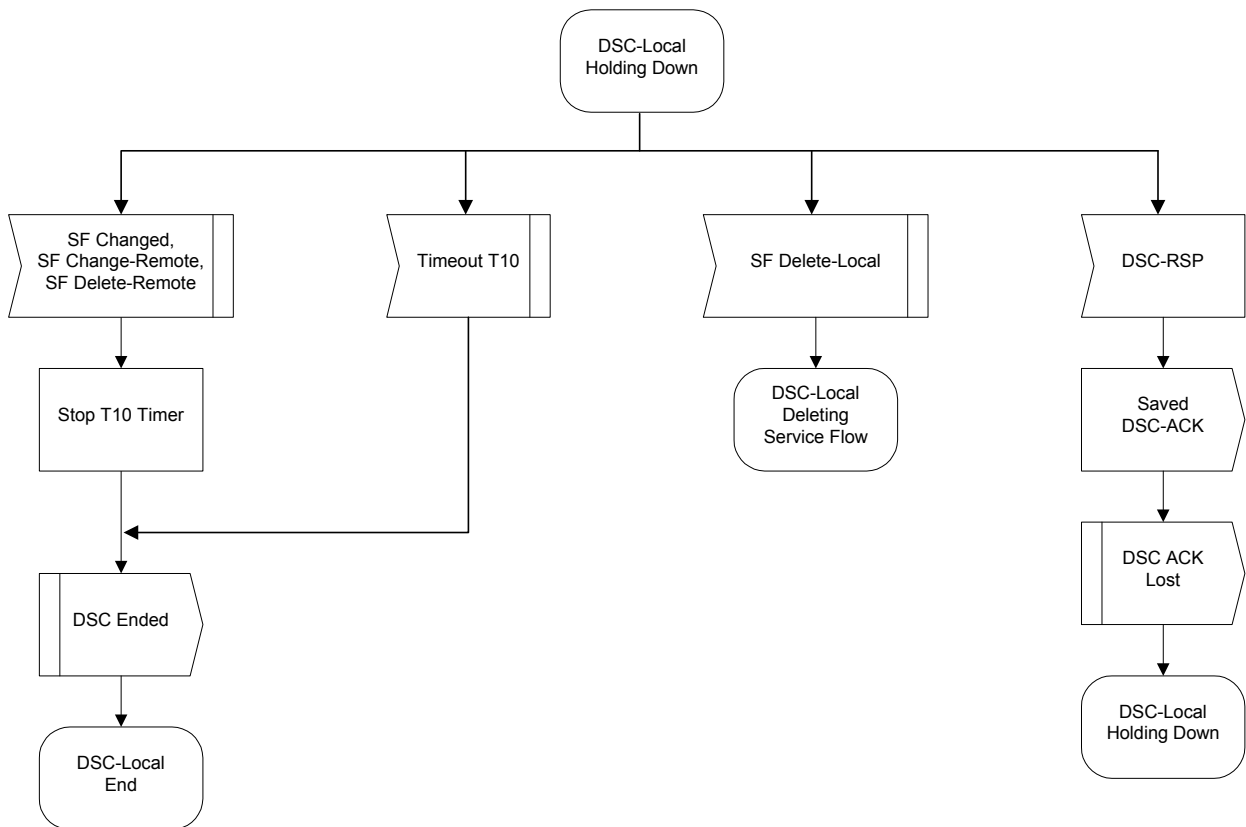 DSC-Local
Holding Down
SF Changed,
SF Change-Remote,
SF Delete-Remote
Timeout T10
SF Delete-Local
DSC-RSP
Stop T10 Timer
DSC-Local
Deleting
Service Flow
Saved
DSC-ACK
DSC Ended
DSC ACK
Lost
DSC-Local
End
DSC-Local
Holding Down